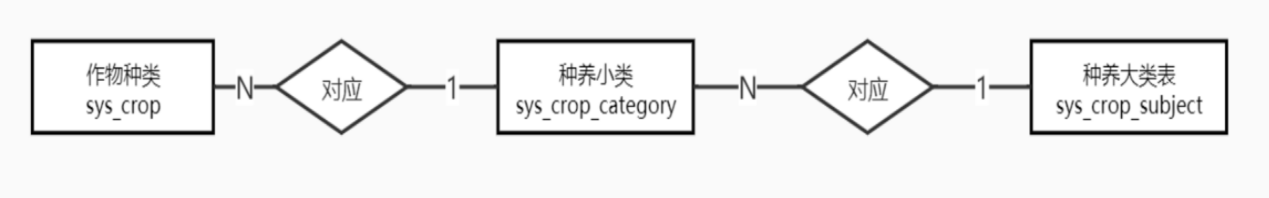 作物种类
sys_crop
N
对应
1
种养小类
sys_crop_category
N
对应
1
种养大类表
sys_crop_subject